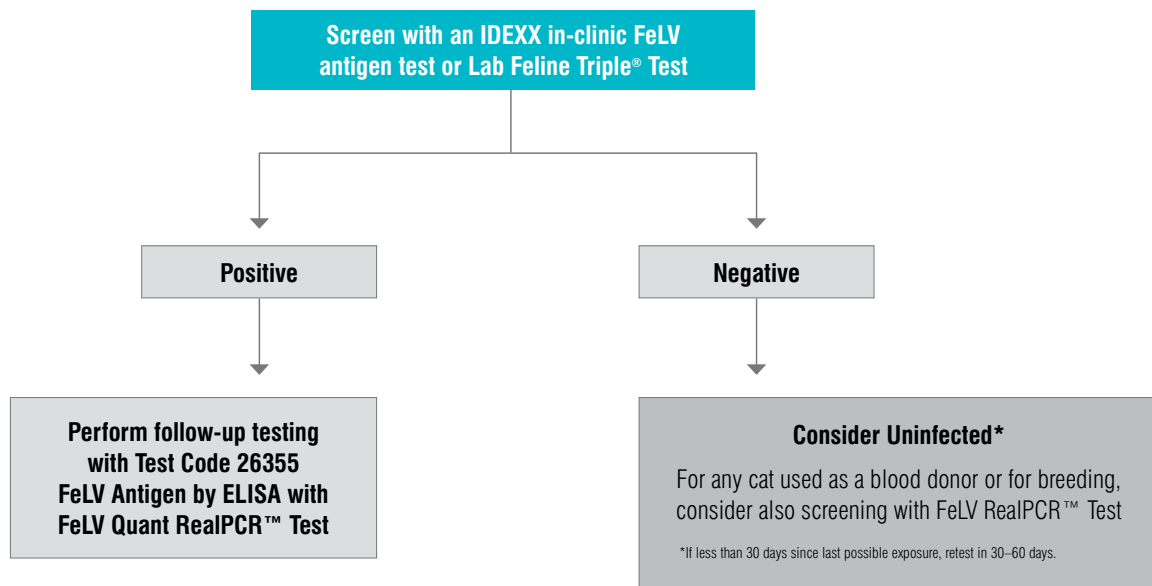 Screen with an IDEXX in-clinic FeLV
antigen test or Lab Feline Triple® Test
Positive
Negative
Perform follow-up testing
with Test Code 26355
FeLV Antigen by ELISA with
FeLV Quant RealPCR™ Test
Consider Uninfected*
For any cat used as a blood donor or for breeding,
consider also screening with FeLV RealPCR™ Test
*If less than 30 days since last possible exposure, retest in 30–60 days.